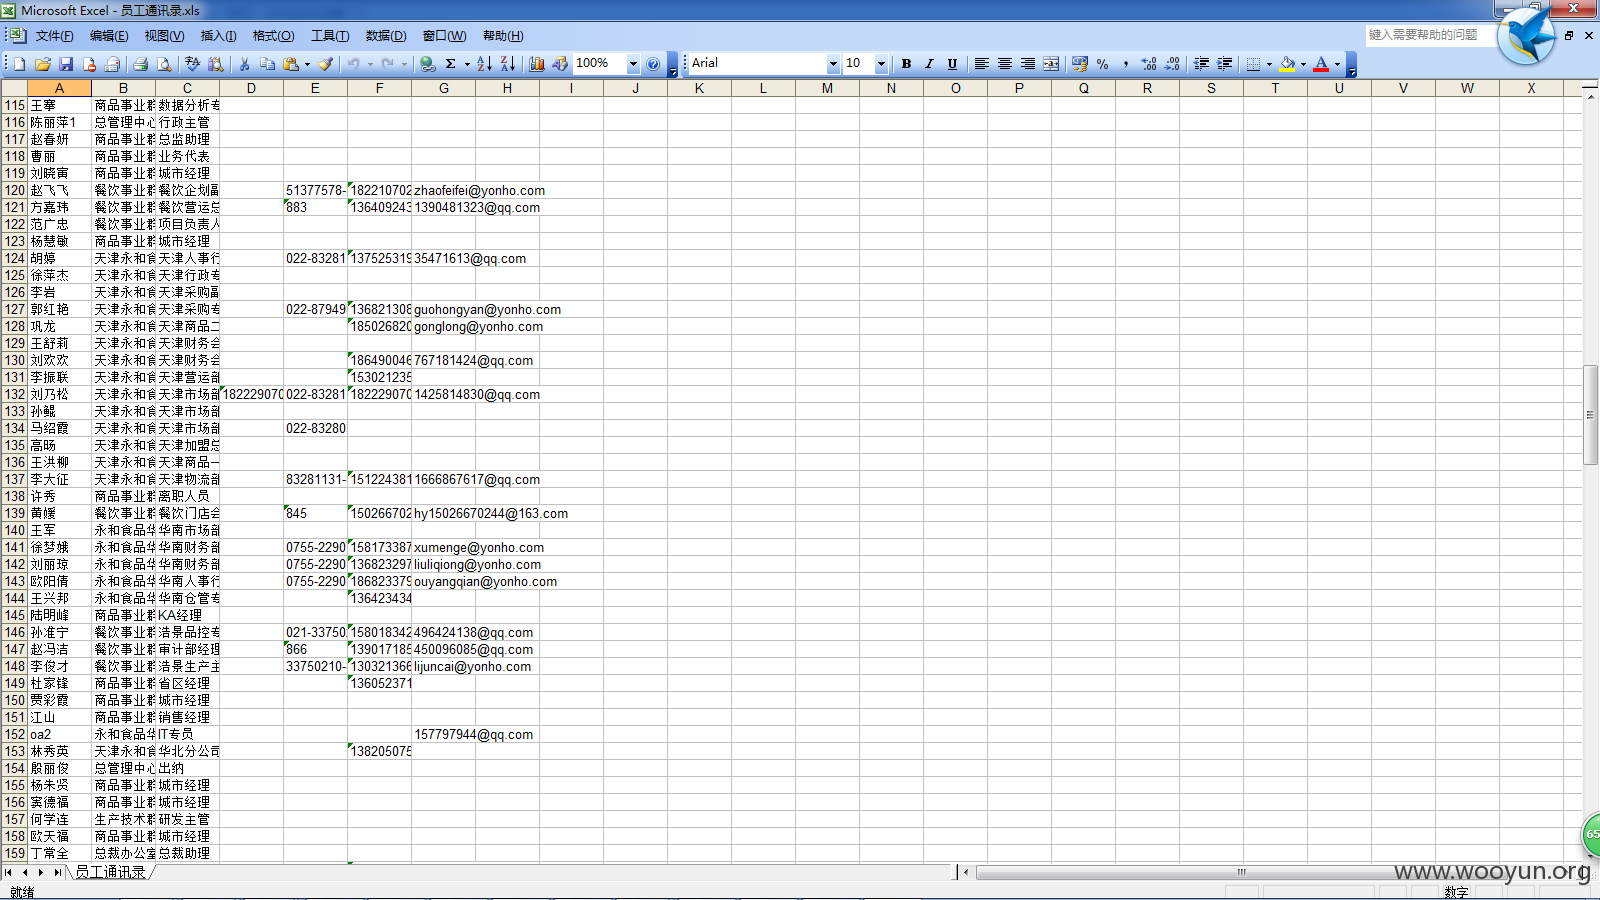 Microsoft Excel - 员工通讯录.xls
文件(F) 编辑(E) 视图(V) 插入(I) 格式(O) 工具(T) 数据(D) 窗口(W) 帮助(H) 键入需要帮助的问题
100% Arial 10 B I U
A B C D E F G H I J K L M N O P Q R S T U V W X
115 王搴 商品事业群 数据分析专
116 陈丽萍1 总管理中心 行政主管
117 赵春妍 商品事业群 总监助理
118 曹丽 商品事业群 业务代表
119 刘晓寅 商品事业群 城市经理
120 赵飞飞 餐饮事业群 餐饮企划副 51377578- 182210702 zhaofeifei@yonho.com
121 方嘉玮 餐饮事业群 餐饮营运总 883 136409243 1390481323@qq.com
122 范广忠 餐饮事业群 项目负责人
123 杨慧敏 商品事业群 城市经理
124 胡婷 天津永和食 天津人事行 022-83281 137525319 35471613@qq.com
125 徐萍杰 天津永和食 天津行政专
126 李岩 天津永和食 天津采购副
127 郭红艳 天津永和食 天津采购专 022-87949 136821308 guohongyan@yonho.com
128 巩龙 天津永和食 天津商品二 185026820 gonglong@yonho.com
129 王舒莉 天津永和食 天津财务会
130 刘欢欢 天津永和食 天津财务会 186490046 767181424@qq.com
131 李振联 天津永和食 天津营运部 153021235
132 刘乃松 天津永和食 天津市场部 182229070 022-83281 182229070 1425814830@qq.com
133 孙鲲 天津永和食 天津市场部
134 马绍霞 天津永和食 天津市场部 022-83280
135 高旸 天津永和食 天津加盟总
136 王洪柳 天津永和食 天津商品一
137 李大征 天津永和食 天津物流部 83281131- 151224381 1666867617@qq.com
138 许秀 商品事业群 离职人员
139 黄媛 餐饮事业群 餐饮门店会 845 150266702 hy15026670244@163.com
140 王军 永和食品华 华南市场部
141 徐梦娥 永和食品华 华南财务部 0755-2290 158173387 xumenge@yonho.com
142 刘丽琼 永和食品华 华南财务部 0755-2290 136823297 liuliqiong@yonho.com
143 欧阳倩 永和食品华 华南人事行 0755-2290 186823379 ouyangqian@yonho.com
144 王兴邦 永和食品华 华南仓管专 136423434
145 陆明峰 商品事业群 KA经理
146 孙准宁 餐饮事业群 浩景品控专 021-33750 158018342 496424138@qq.com
147 赵冯洁 餐饮事业群 审计部经理 866 139017185 450096085@qq.com
148 李俊才 餐饮事业群 浩景生产主 33750210- 130321366 lijuncai@yonho.com
149 杜家锋 商品事业群 省区经理 136052371
150 贾彩霞 商品事业群 城市经理
151 江山 商品事业群 销售经理
152 oa2 永和食品华 IT专员 157797944@qq.com
153 林秀英 天津永和食 华北分公司 138205075
154 殷丽俊 总管理中心 出纳
155 杨朱贤 商品事业群 城市经理
156 窦德福 商品事业群 城市经理
157 何学连 生产技术群 研发主管
158 欧天福 商品事业群 城市经理
159 丁常全 总裁办公室 总裁助理
65
员工通讯录
www.wooyun.org
就绪 数字